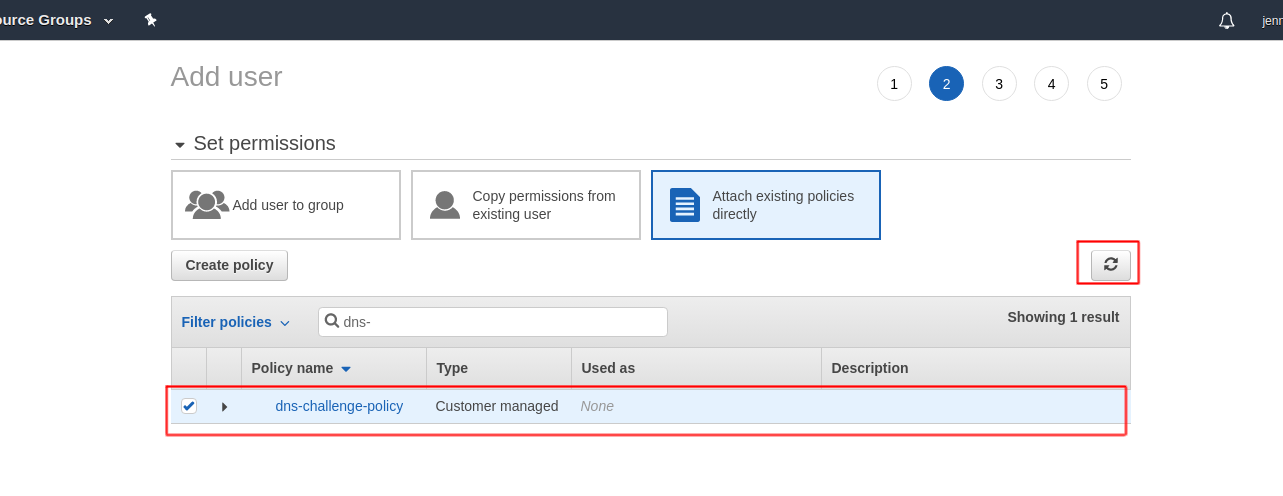 ource Groups
jenn
Add user
1 2 3 4 5
Set permissions
Add user to group
Copy permissions from
existing user
Attach existing policies
directly
Create policy
Filter policies
dns-
Showing 1 result
Policy name Type Used as Description
dns-challenge-policy Customer managed None